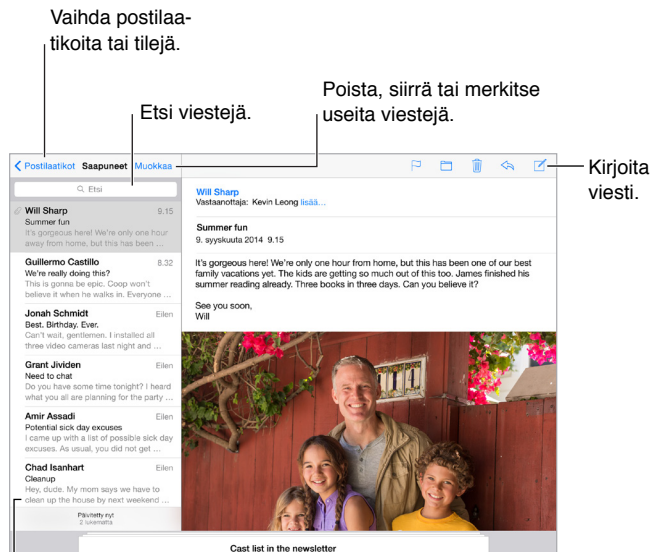 Vaihda postilaa-
tikoita tai tilejä.
Etsi viestejä.
Poista, siirrä tai merkitse
useita viestejä.
Kirjoita
viesti.
Postilaatikot Saapuneet Muokkaa
Etsi
Will Sharp 9.15
Summer fun
It's gorgeous here! We're only one hour
away from home, but this has been ...
Guillermo Castillo 8.32
We're really doing this?
This is gonna be epic. Coop won't
believe it when he walks in. Everyone ...
Jonah Schmidt Eilen
Best. Birthday. Ever.
Can't wait, gentlemen. I installed all
three video cameras last night and ...
Grant Jividen Eilen
Need to chat
Do you have some time tonight? I heard
what you all are planning for the party ...
Amir Assadi Eilen
Potential sick day excuses
I came up with a list of possible sick day
excuses. As usual, you did not get ...
Chad Isanhart Eilen
Cleanup
Hey, dude. My mom says we have to
clean up the house by next weekend ...
Päivitetty nyt
2 lukematta
Will Sharp
Vastaanottaja: Kevin Leong lisää...
Summer fun
9. syyskuuta 2014 9.15
It's gorgeous here! We're only one hour from home, but this has been one of our best
family vacations yet. The kids are getting so much out of this too. James finished his
summer reading already. Three books in three days. Can you believe it?
See you soon,
Will
Cast list in the newsletter